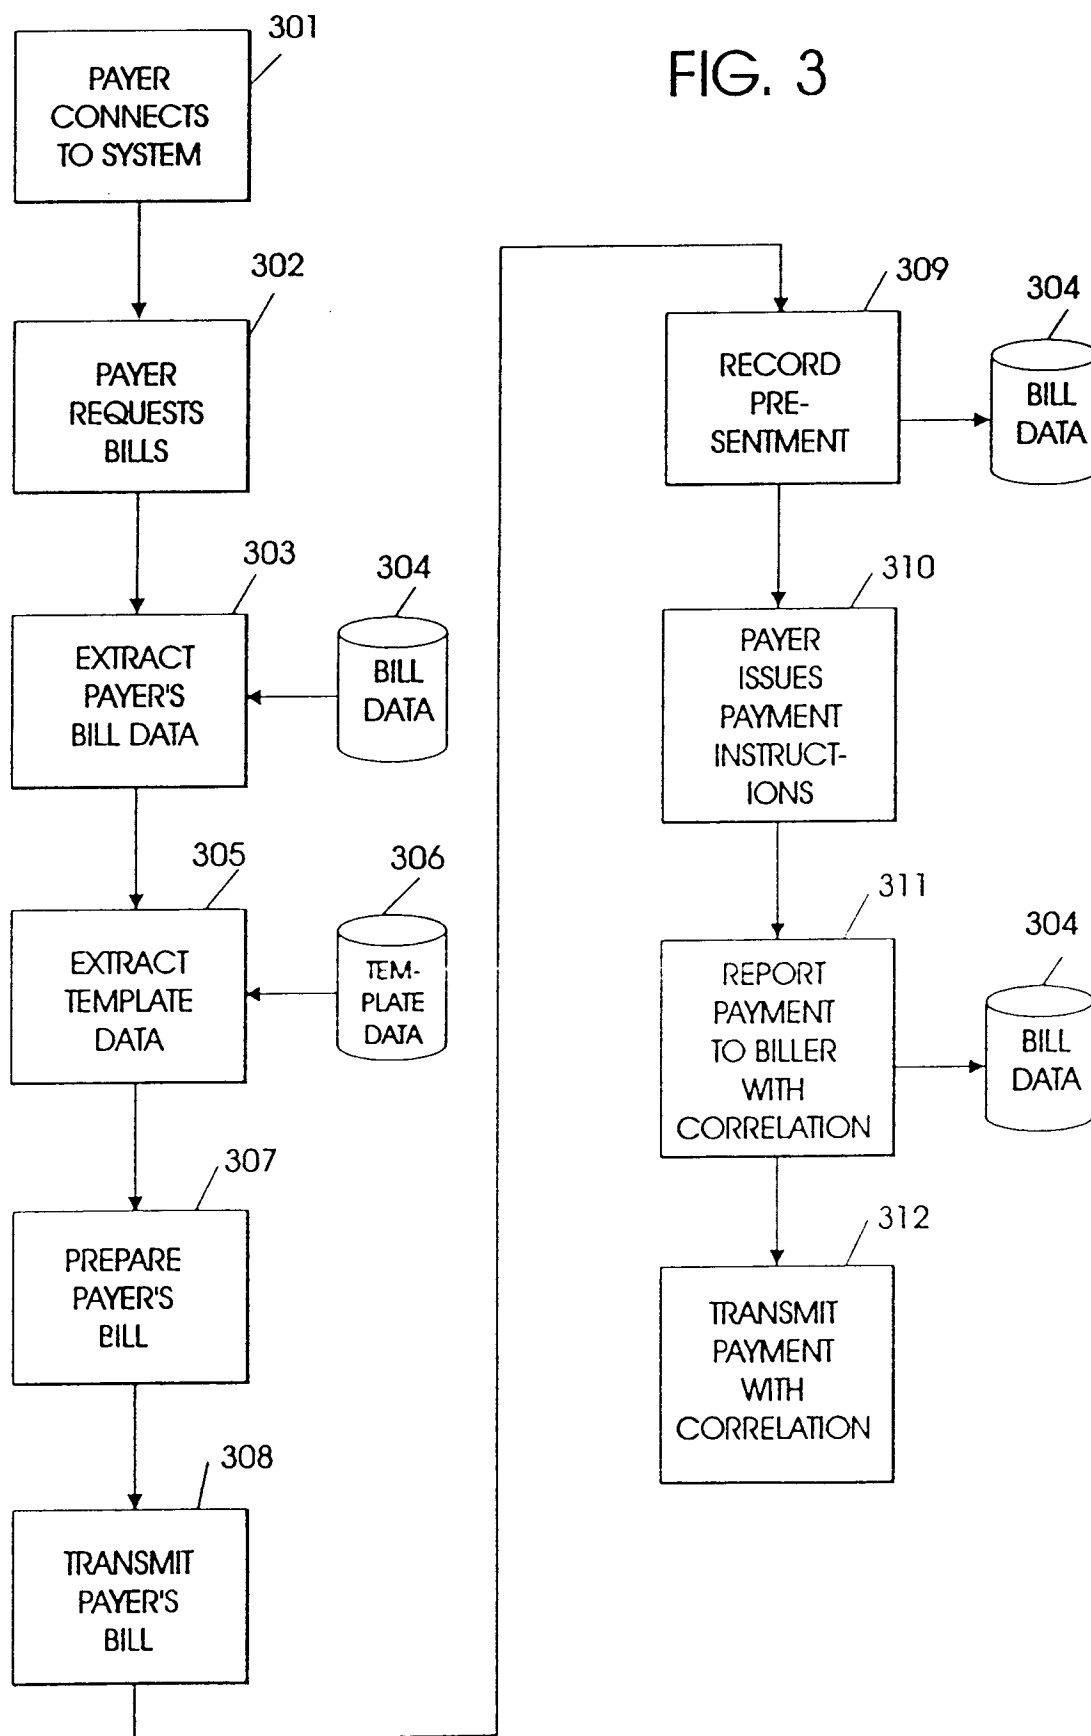 FIG. 3
301
PAYER
CONNECTS
TO SYSTEM
302
PAYER
REQUESTS
BILLS
303
EXTRACT
PAYER'S
BILL DATA
304
BILL
DATA
305
EXTRACT
TEMPLATE
DATA
306
TEM-
PLATE
DATA
307
PREPARE
PAYER'S
BILL
308
TRANSMIT
PAYER'S
BILL
309
RECORD
PRE-
SENTMENT
304
BILL
DATA
310
PAYER
ISSUES
PAYMENT
INSTRUCT-
IONS
311
REPORT
PAYMENT
TO BILLER
WITH
CORRELATION
304
BILL
DATA
312
TRANSMIT
PAYMENT
WITH
CORRELATION